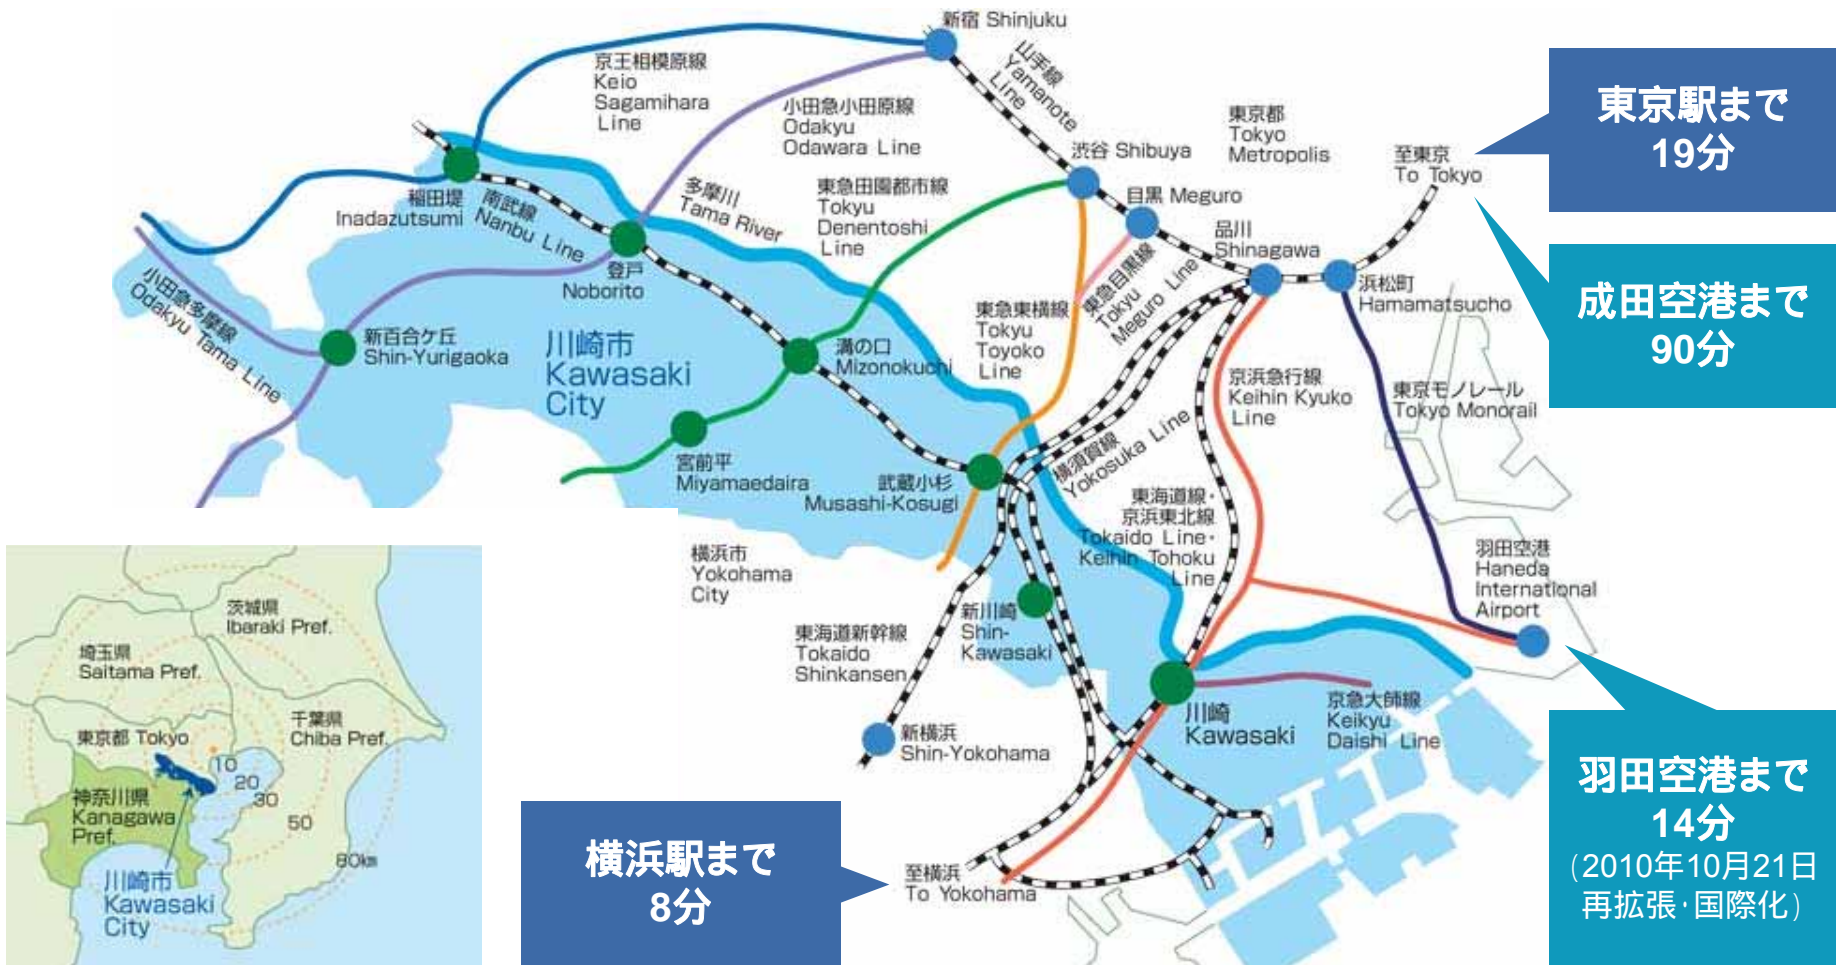 新宿 Shinjuku
山手線
Yamanote
Line
京王相模原線
Keio
Sagamihara
Line
小田急小田原線
Odakyu
Odawara Line
東京都
Tokyo
Metropolis
渋谷 Shibuya
至東京
To Tokyo
東京駅まで
19分
稲田堤
Inadazutsumi
南武線
Nanbu Line
多摩川
Tama River
東急田園都市線
Tokyu
Denentoshi
Line
目黒 Meguro
品川
Shinagawa
浜松町
Hamamatsucho
成田空港まで
90分
登戸
Noborito
小田急多摩線
Odakyu Tama Line
新百合ケ丘
Shin-Yurigaoka
川崎市
Kawasaki
City
溝の口
Mizonokuchi
東急東横線
Tokyu
Toyoko
Line
東急目黒線
Tokyu
Meguro Line
京浜急行線
Keihin Kyuko
Line
東京モノレール
Tokyo Monorail
宮前平
Miyamaedaira
武蔵小杉
Musashi-Kosugi
横須賀線
Yokosuka Line
東海道線・
京浜東北線
Tokaido Line・
Keihin Tohoku
Line
横浜市
Yokohama
City
羽田空港
Haneda
International
Airport
東海道新幹線
Tokaido
Shinkansen
新川崎
Shin-
Kawasaki
川崎
Kawasaki
京急大師線
Keikyu
Daishi Line
新横浜
Shin-Yokohama
羽田空港まで
14分
(2010年10月21日
再拡張・国際化)
横浜駅まで
8分
至横浜
To Yokohama
茨城県
Ibaraki Pref.
埼玉県
Saitama Pref.
千葉県
Chiba Pref.
東京都 Tokyo
10
20
30
50
80km
神奈川県
Kanagawa
Pref.
川崎市
Kawasaki
City